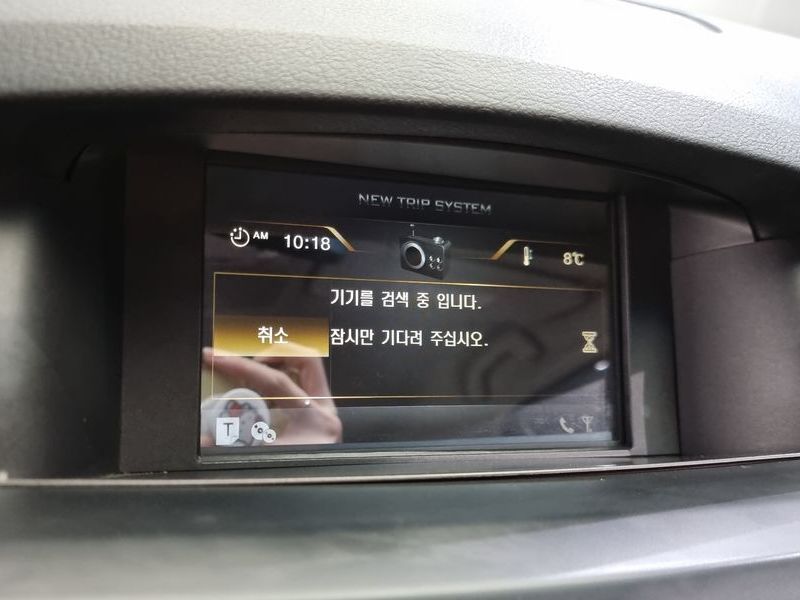 NEW TRIP SYSTEM
AM 10:18
8℃
기기를 검색 중 입니다.
취소
잠시만 기다려 주십시오.
T